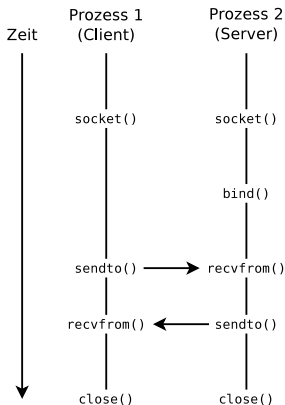 Prozess 1
Prozess 2
Zeit
(Client)
(Server)
socket()
socket()
bind()
sendto()
recvfrom()
recvfrom()
sendto()
close()
close()